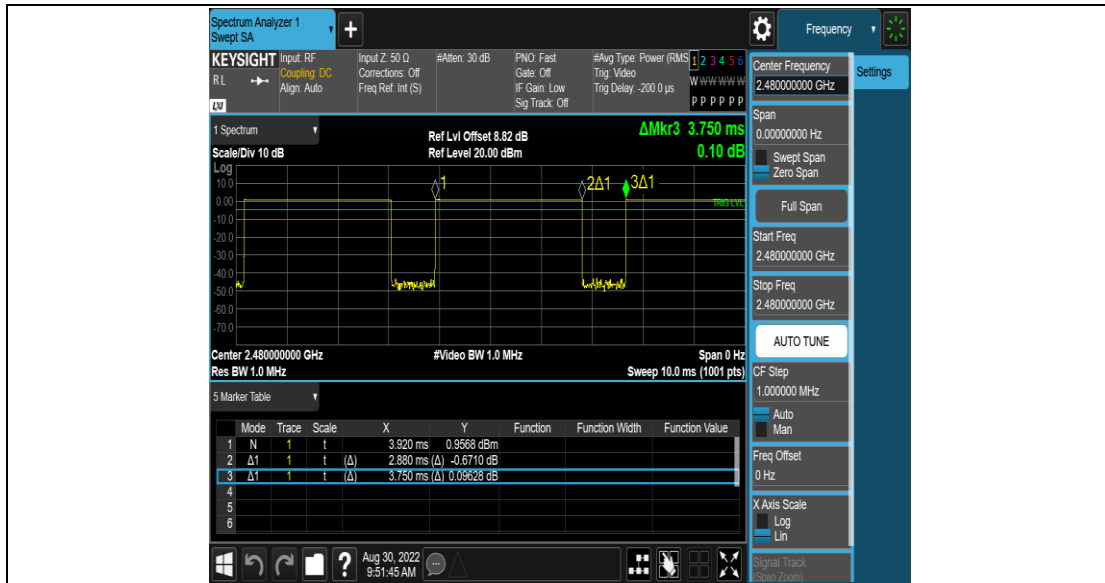 Spectrum Analyzer 1
Swept SA
Frequency
KEYSIGHT
RL
LXI
Input: RF
Coupling: DC
Align: Auto
Input Z: 50 Ω
Corrections: Off
Freq Ref: Int (S)
#Atten: 30 dB
PNO: Fast
Gate: Off
IF Gain: Low
Sig Track: Off
#Avg Type: Power (RMS
Trig: Video
Trig Delay: -200.0 µs
1 2 3 4 5 6
W W W W W W
P P P P P P
Center Frequency
2.480000000 GHz
Settings
Span
0.00000000 Hz
Swept Span
Zero Span
Full Span
Start Freq
2.480000000 GHz
Stop Freq
2.480000000 GHz
AUTO TUNE
CF Step
1.000000 MHz
Auto
Man
Freq Offset
0 Hz
X Axis Scale
Log
Lin
Signal Track
(Span Zoom)
1 Spectrum
Scale/Div 10 dB
Ref Lvl Offset 8.82 dB
Ref Level 20.00 dBm
ΔMkr3 3.750 ms
0.10 dB
Log
10.0
0.00
-10.0
-20.0
-30.0
-40.0
-50.0
-60.0
-70.0
1
2Δ1
3Δ1
TRIG LVL
Center 2.480000000 GHz
Res BW 1.0 MHz
#Video BW 1.0 MHz
Span 0 Hz
Sweep 10.0 ms (1001 pts)
5 Marker Table
Mode Trace Scale X Y Function Function Width Function Value
1 N 1 t 3.920 ms 0.9568 dBm
2 Δ1 1 t (Δ) 2.880 ms (Δ) -0.6710 dB
3 Δ1 1 t (Δ) 3.750 ms (Δ) 0.09628 dB
4
5
6
?
Aug 30, 2022
9:51:45 AM